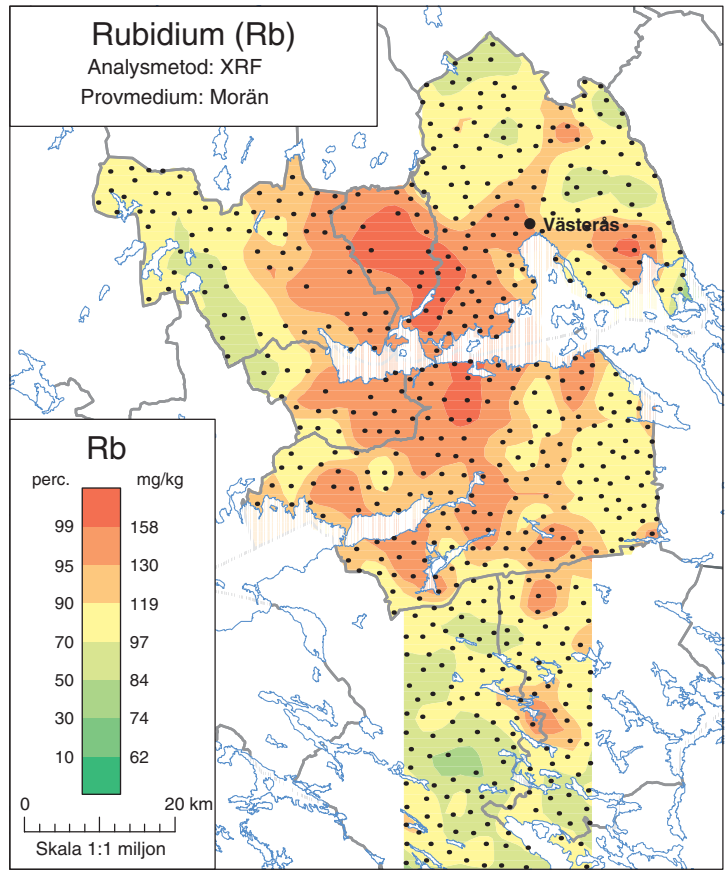 Rubidium (Rb)
Analysmetod: XRF
Provmedium: Morän
Västerås
Rb
perc. mg/kg
99 158
95 130
90 119
70 97
50 84
30 74
10 62
0 20 km
Skala 1:1 miljon